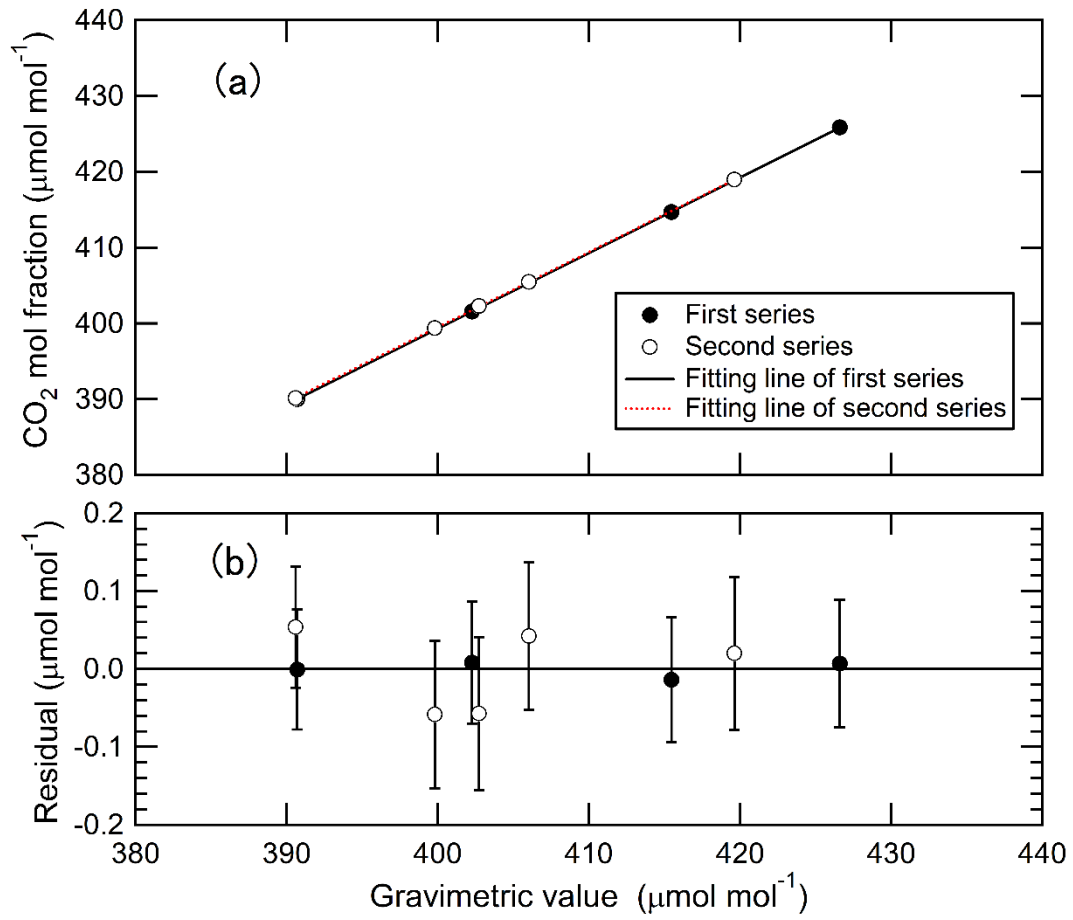 440
430
420
410
400
390
380
CO₂ mol fraction (μmol mol⁻¹)
(a)
First series
Second series
Fitting line of first series
Fitting line of second series
0.2
0.1
0.0
-0.1
-0.2
Residual (μmol mol⁻¹)
(b)
380 390 400 410 420 430 440
Gravimetric value (μmol mol⁻¹)